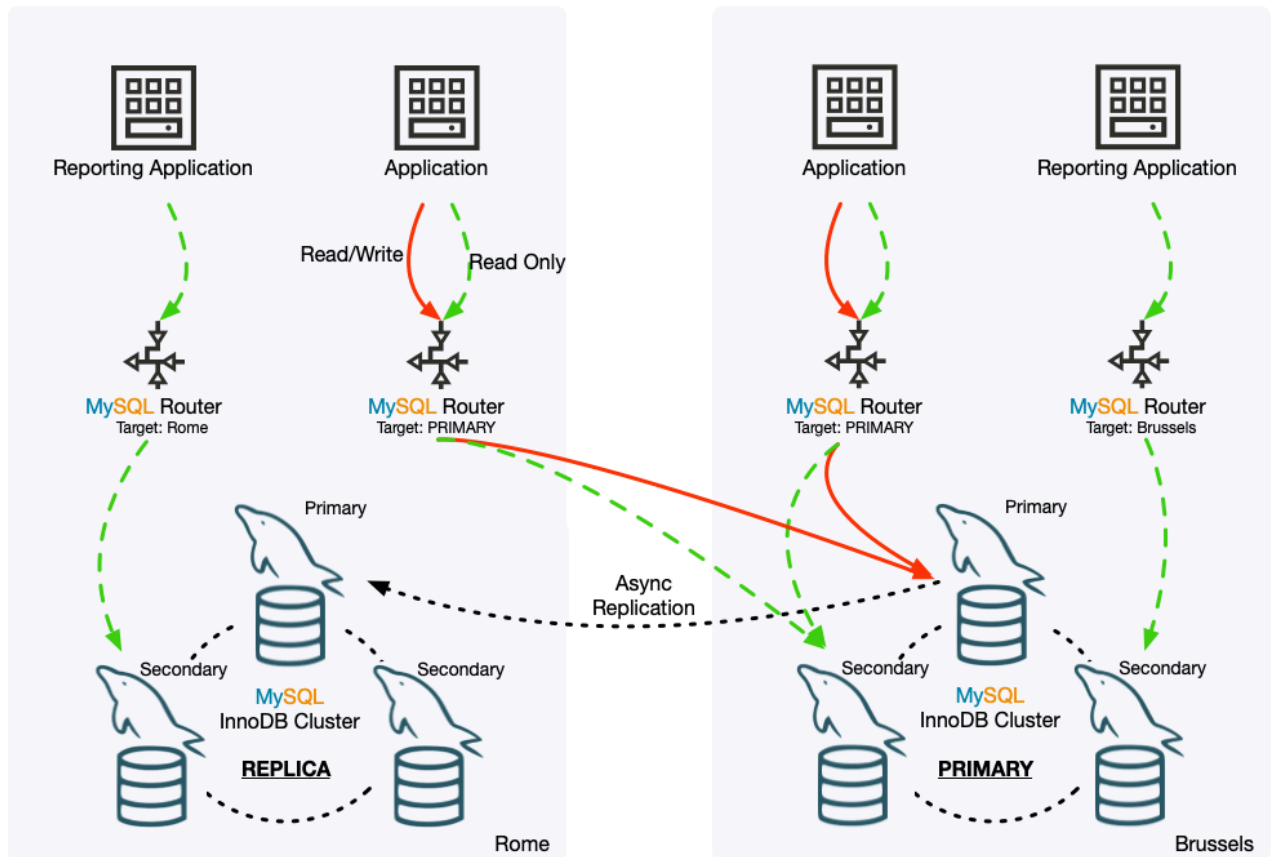 Reporting Application
Application
Application
Reporting Application
Read/Write
Read Only
MySQL Router
Target: Rome
MySQL Router
Target: PRIMARY
MySQL Router
Target: PRIMARY
MySQL Router
Target: Brussels
Primary
Primary
Async
Replication
Secondary
Secondary
Secondary
Secondary
MySQL
InnoDB Cluster
REPLICA
MySQL
InnoDB Cluster
PRIMARY
Rome
Brussels